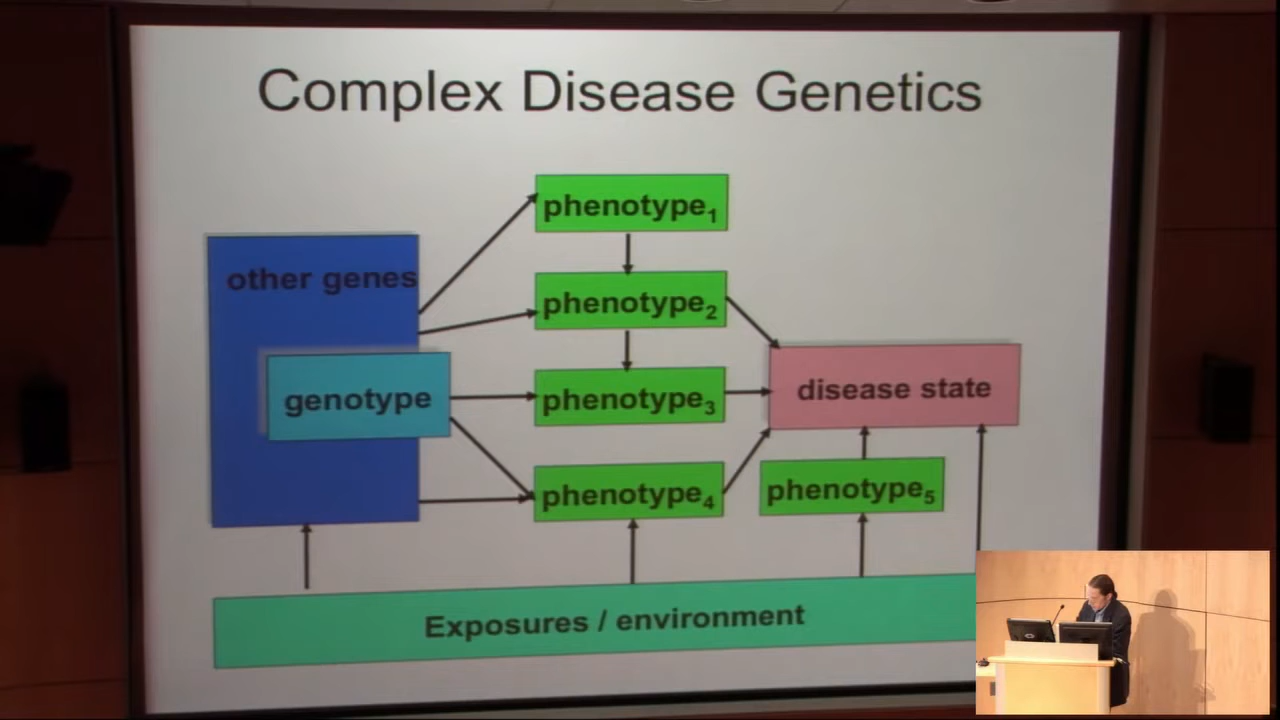 Complex Disease Genetics
phenotype1
other genes
phenotype2
genotype
phenotype3
disease state
phenotype4
phenotype5
Exposures / environment